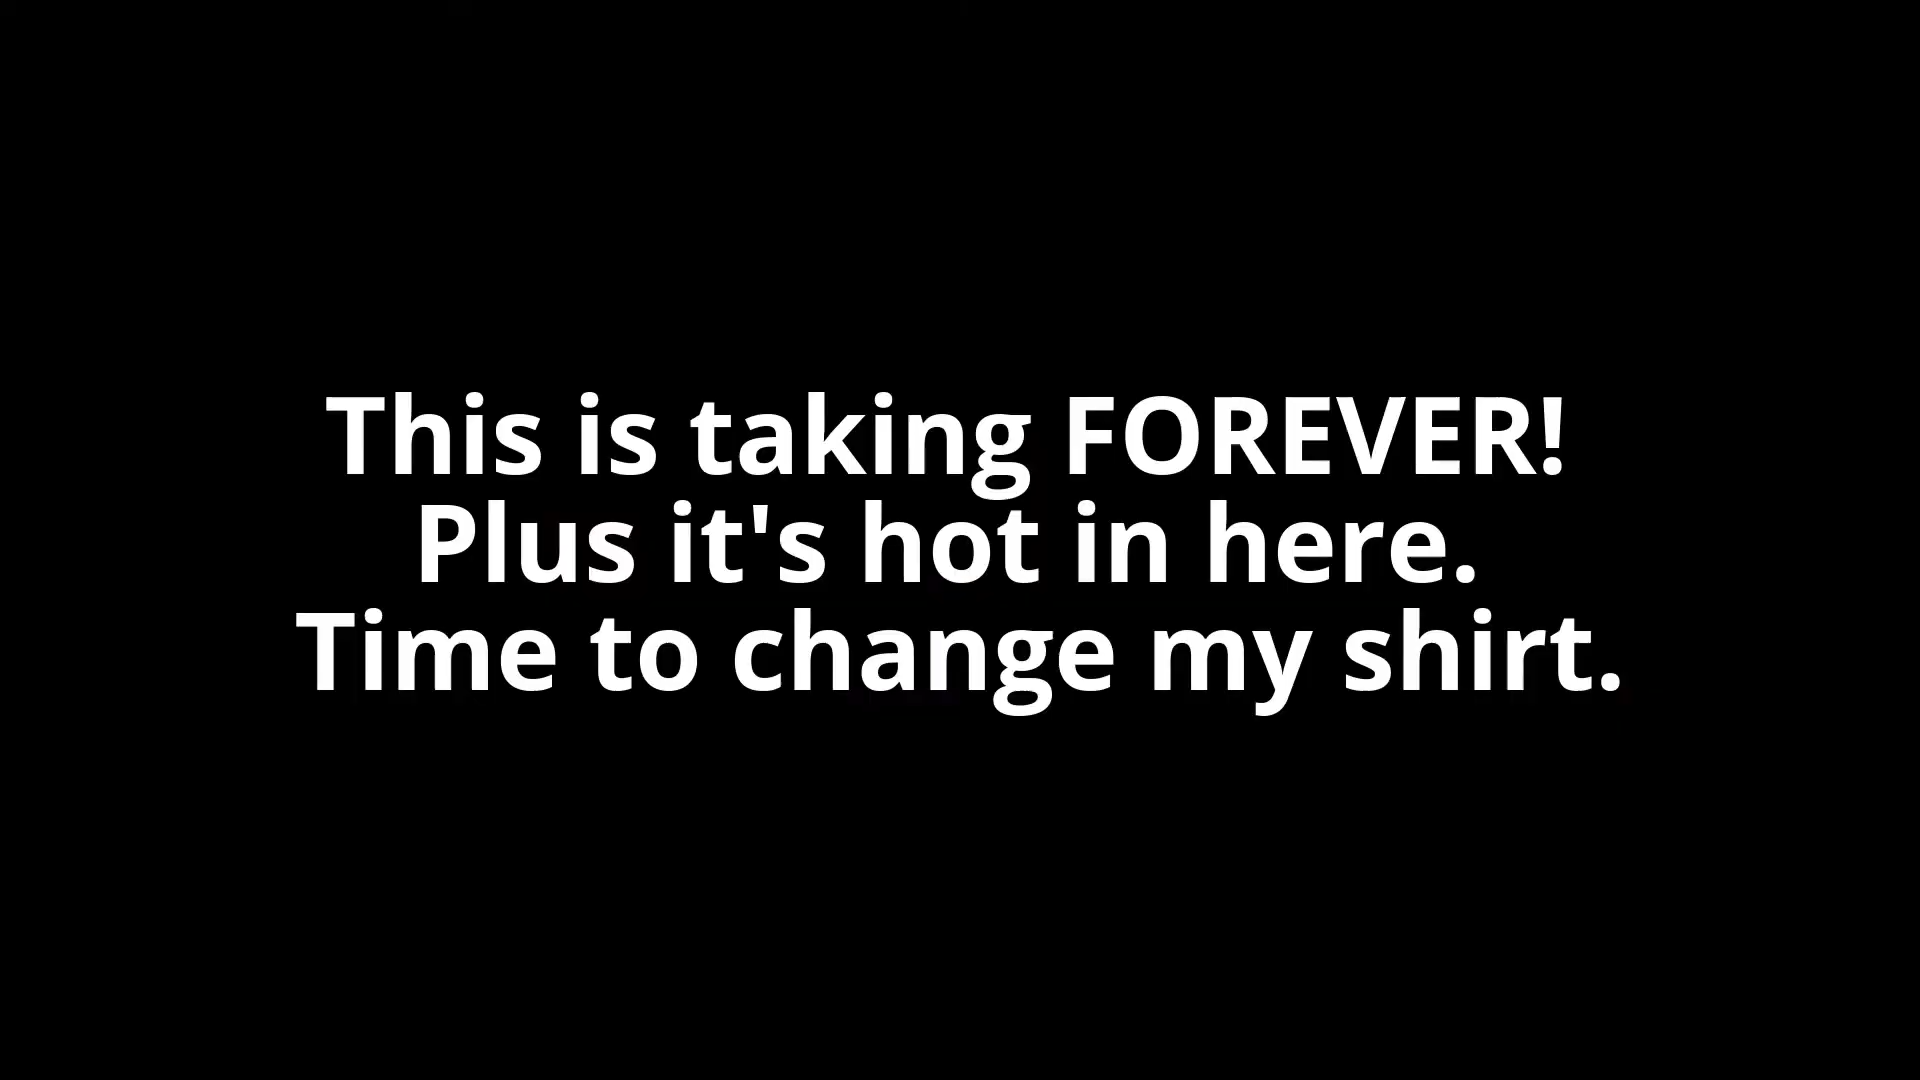 This is taking FOREVER!
Plus it's hot in here.
Time to change my shirt.